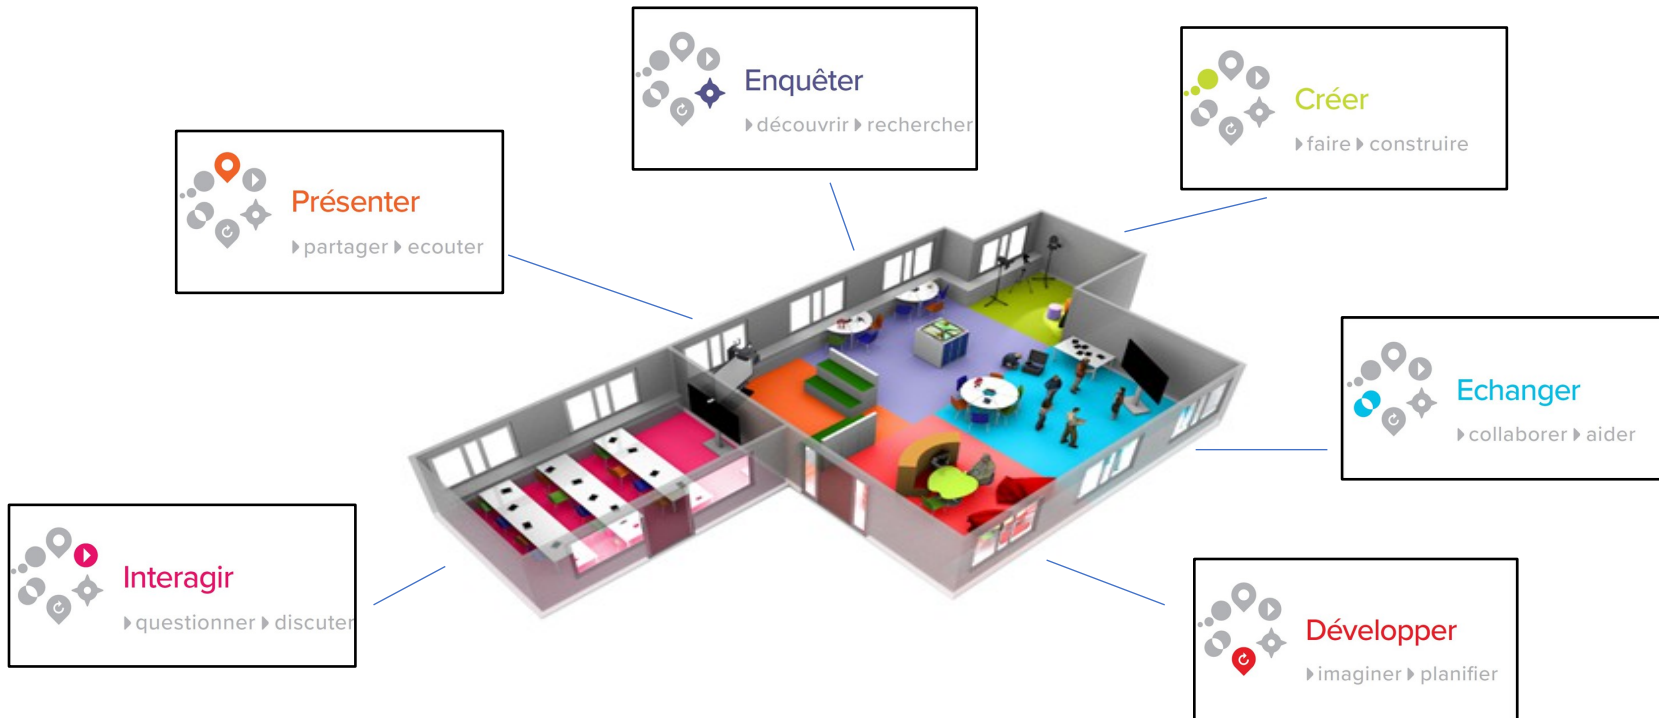 Enquêter
découvrir rechercher
Créer
faire construire
Présenter
partager ecouter
Echanger
collaborer aider
Interagir
questionner discuter
Développer
imaginer planifier